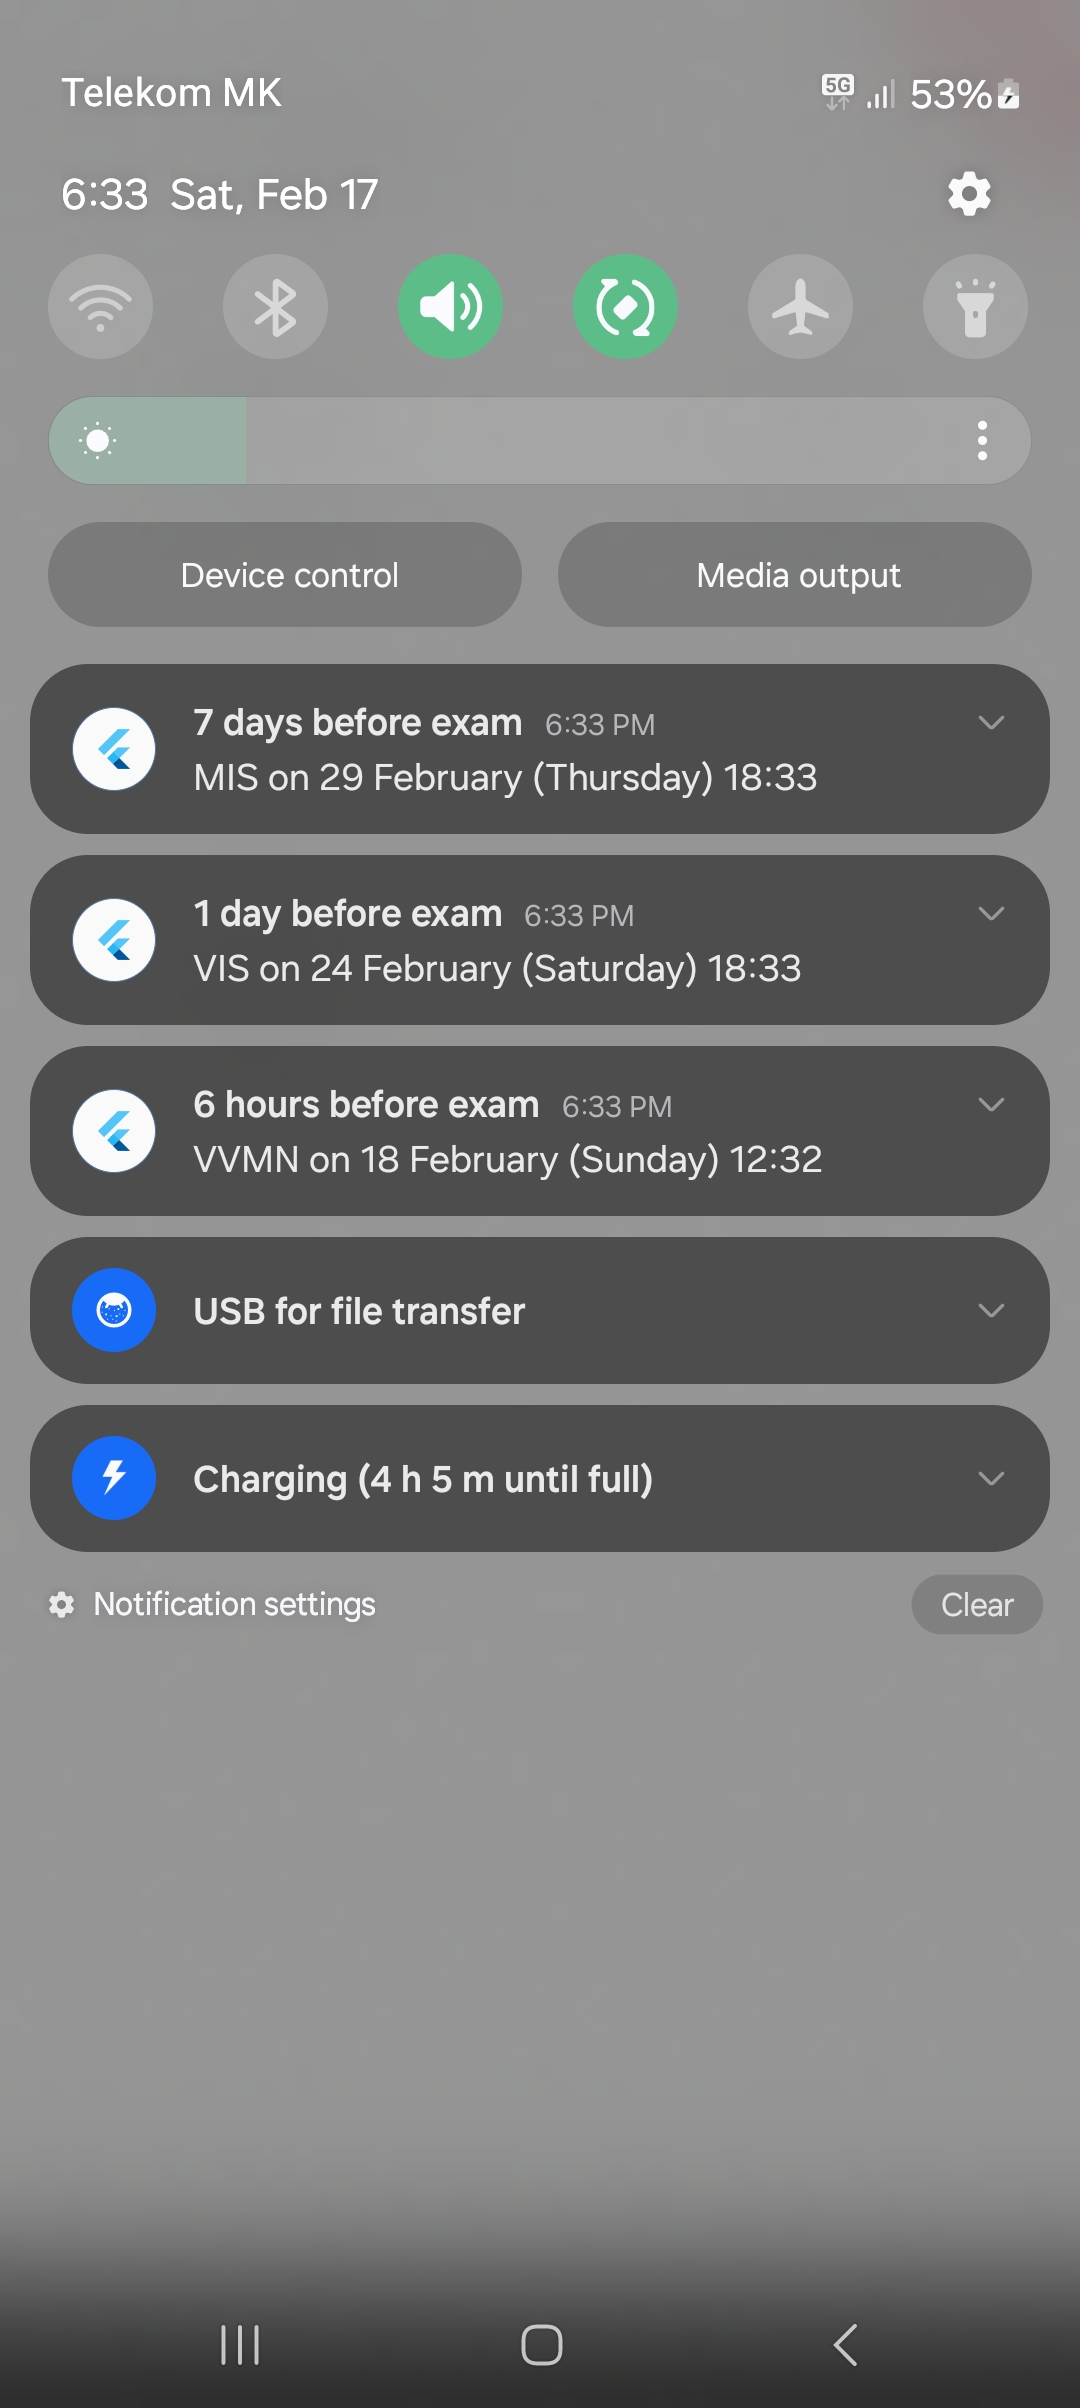 Telekom MK
5G 53%
6:33 Sat, Feb 17
Device control Media output
7 days before exam 6:33 PM
MIS on 29 February (Thursday) 18:33
1 day before exam 6:33 PM
VIS on 24 February (Saturday) 18:33
6 hours before exam 6:33 PM
VVMN on 18 February (Sunday) 12:32
USB for file transfer
Charging (4 h 5 m until full)
Notification settings Clear